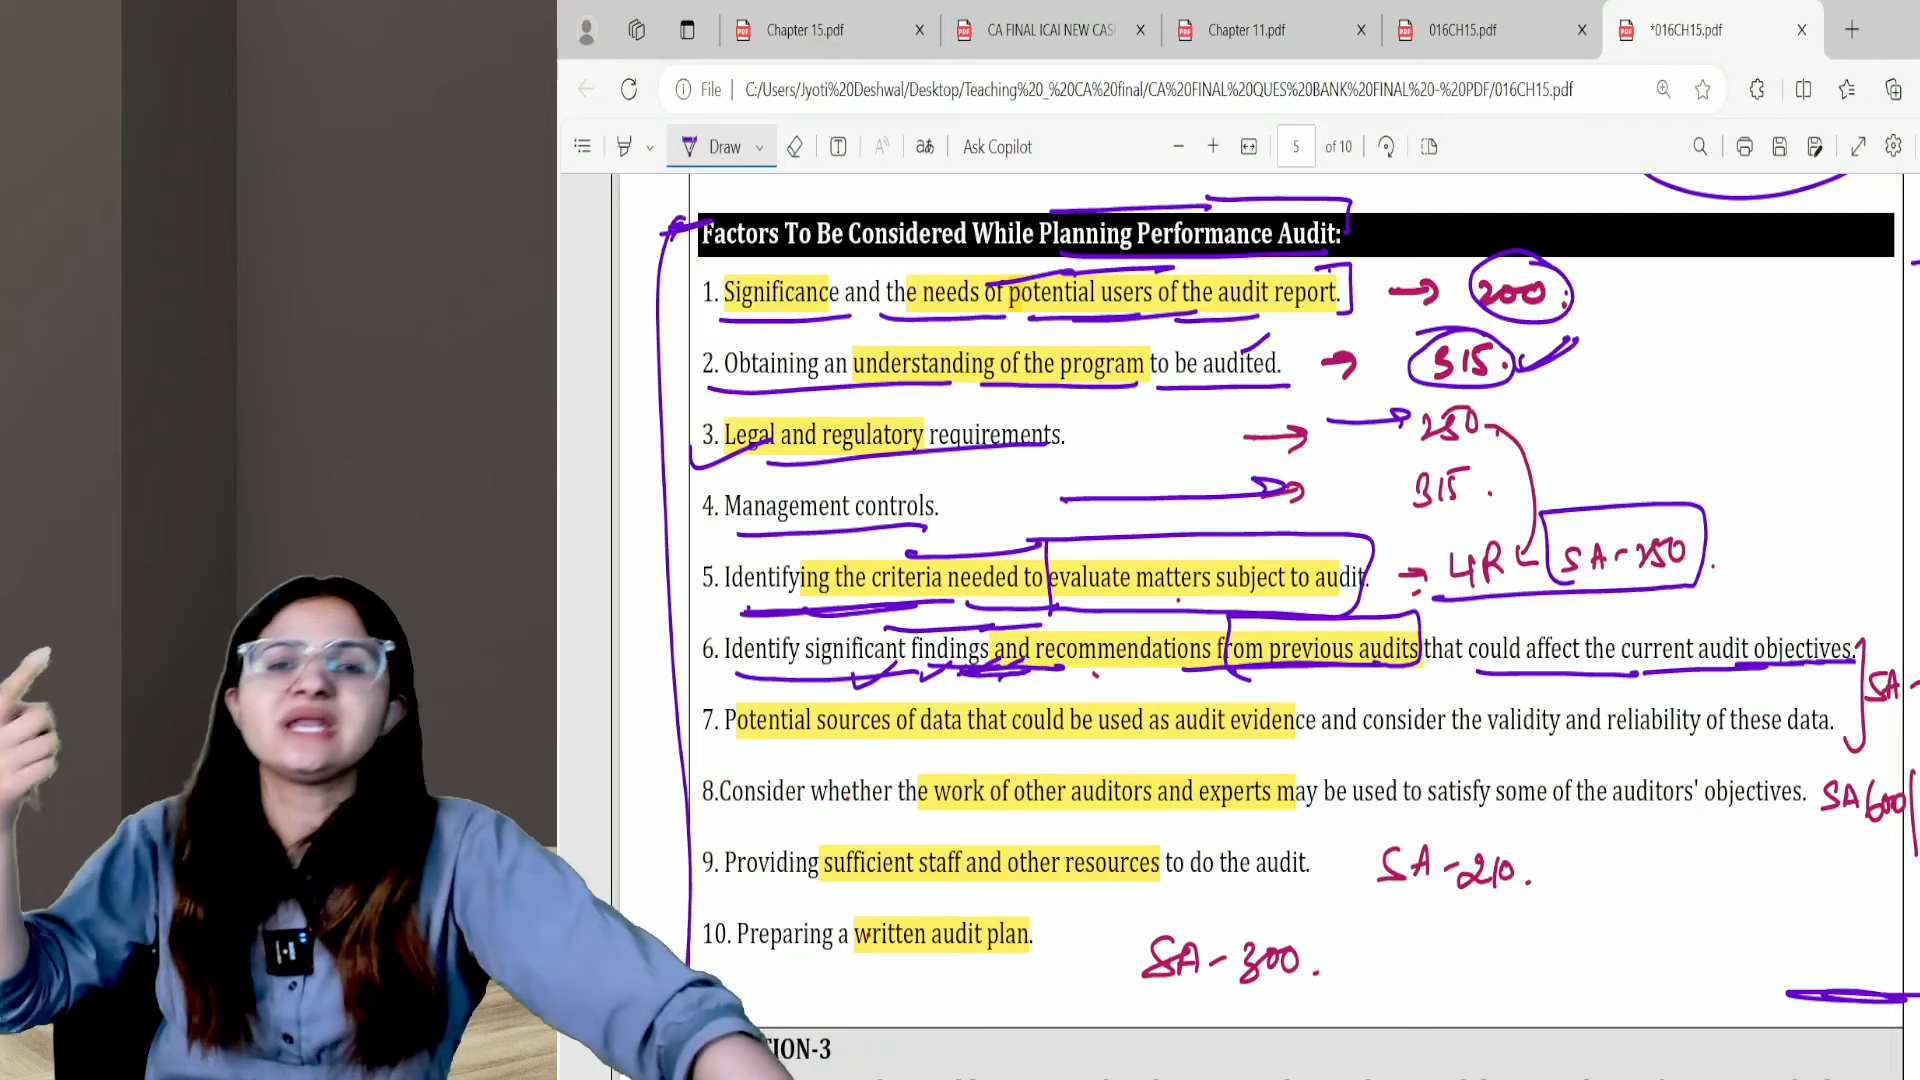 Chapter 15.pdf
CA FINAL ICAI NEW CAS
Chapter 11.pdf
016CH15.pdf
*016CH15.pdf
File C:/Users/Jyoti%20Deshwal/Desktop/Teaching%20_%20CA%20final/CA%20FINAL%20QUES%20BANK%20FINAL%20-%20PDF/016CH15.pdf
Draw
Ask Copilot
5 of 10
Factors To Be Considered While Planning Performance Audit:
1. Significance and the needs of potential users of the audit report. 200.
2. Obtaining an understanding of the program to be audited. 315.
3. Legal and regulatory requirements. 250
4. Management controls. 315.
5. Identifying the criteria needed to evaluate matters subject to audit. 4R SA-250.
6. Identify significant findings and recommendations from previous audits that could affect the current audit objectives.
SA-
7. Potential sources of data that could be used as audit evidence and consider the validity and reliability of these data.
8.Consider whether the work of other auditors and experts may be used to satisfy some of the auditors' objectives. SA 600
9. Providing sufficient staff and other resources to do the audit. SA-210.
10. Preparing a written audit plan. SA-300.
ION-3